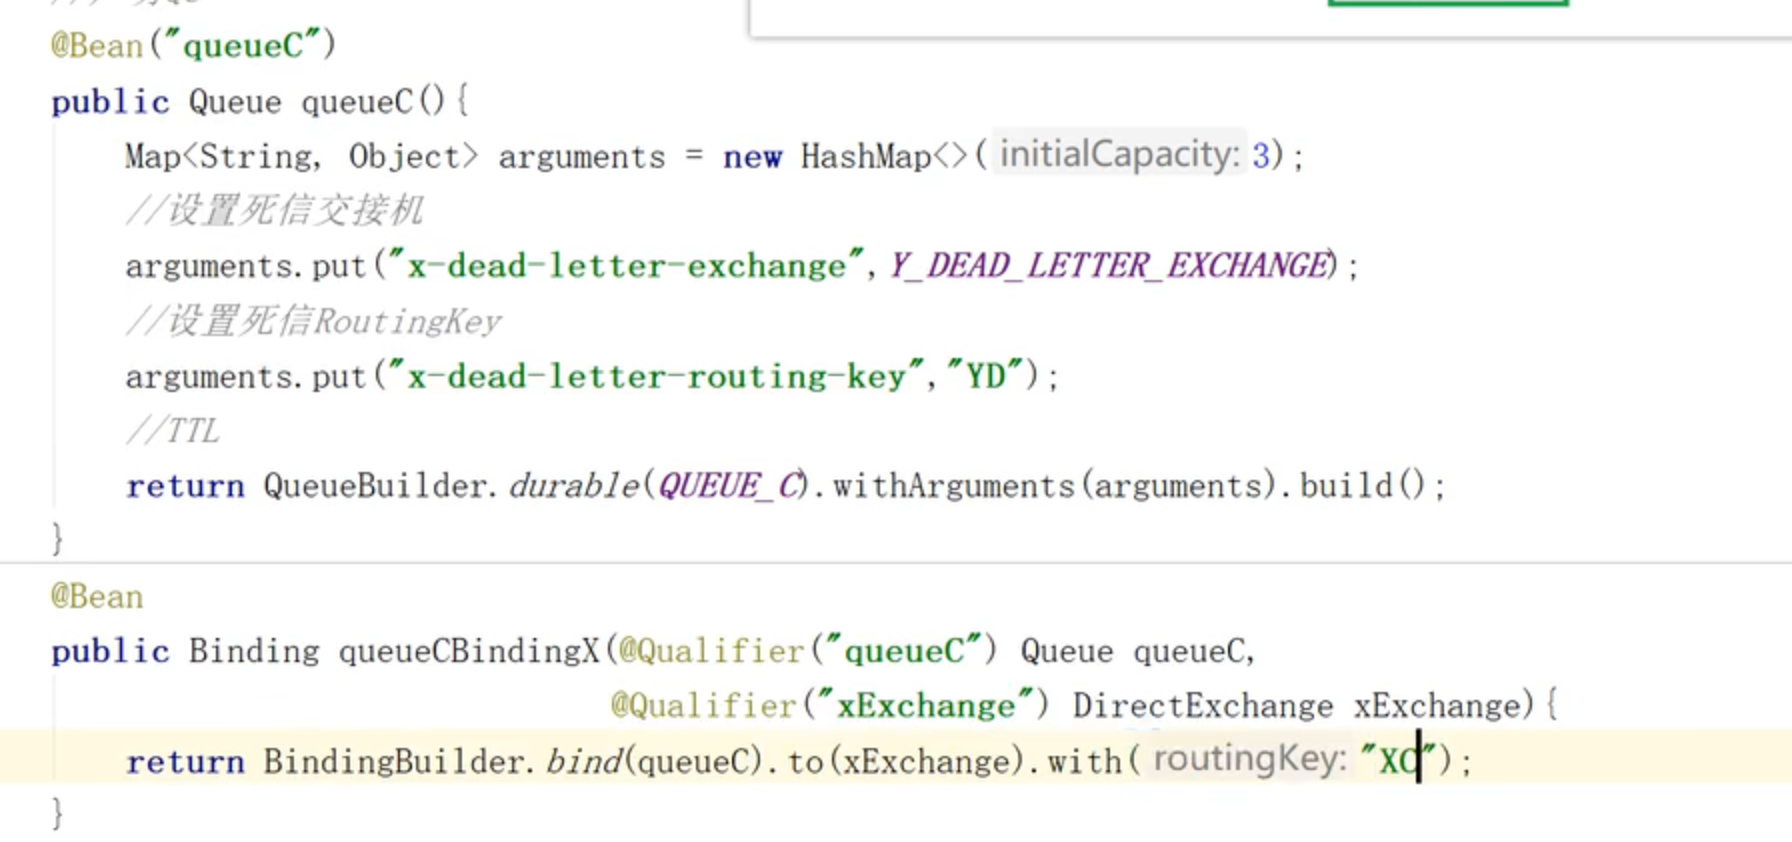 @Bean("queueC")
public Queue queueC(){
Map<String, Object> arguments = new HashMap<>( initialCapacity: 3);
//设置死信交接机
arguments.put("x-dead-letter-exchange", Y_DEAD_LETTER_EXCHANGE);
//设置死信RoutingKey
arguments.put("x-dead-letter-routing-key","YD");
//TTL
return QueueBuilder.durable(QUEUE_C).withArguments(arguments).build();
}
@Bean
public Binding queueCBindingX(@Qualifier("queueC") Queue queueC,
@Qualifier("xExchange") DirectExchange xExchange){
return BindingBuilder.bind(queueC).to(xExchange).with( routingKey: "XC");
}